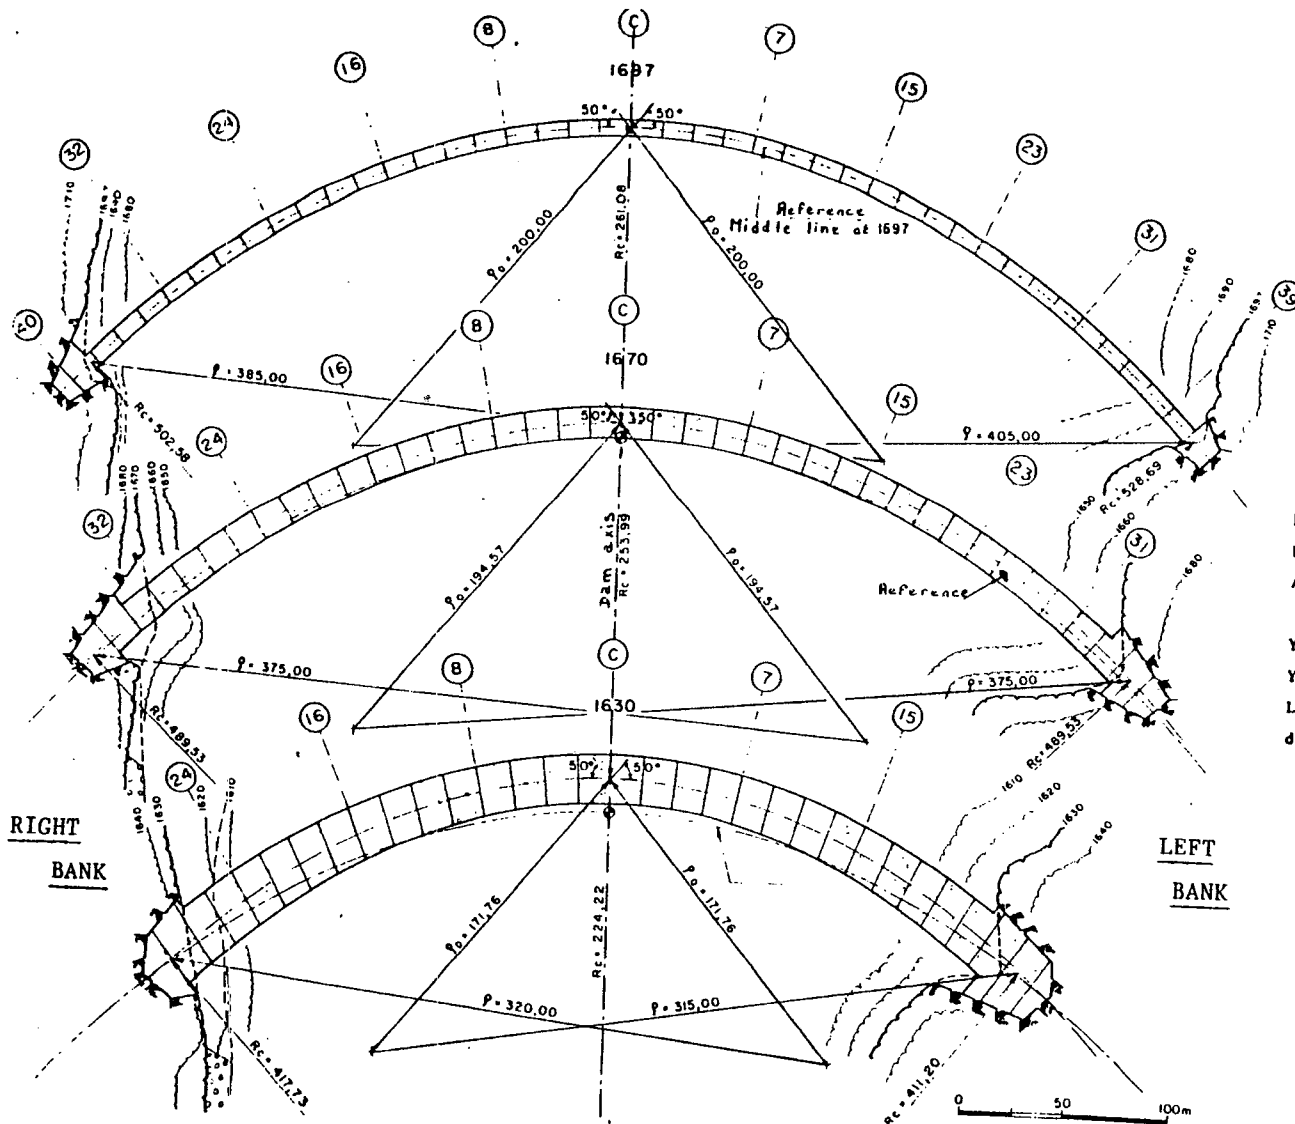 C
8
7
1697
16
15
50° 50°
24
23
32
31
39
40
1710
1690
1680
1680
1690
1697
1710
ρo=200,00
Rc=261.08
ρo=200,00
Reference
Middle line at 1697
C
8
7
1670
16
15
ρ=385,00
50° 50°
ρ=405,00
Rc=502,58
24
23
Rc=528.69
1680
1670
1660
1650
32
31
1650
1660
1680
ρo=194,57
Dam axis
Rc=253.99
ρo=194,57
Reference
C
8
7
ρ=375,00
ρ=375,00
1630
16
15
Rc=489,53
Rc=489,53
24
50° 50°
1640
1630
1620
1610
1610
1620
1630
1640
RIGHT
BANK
LEFT
BANK
ρo=171,76
Rc=224,22
ρo=171,76
ρ=320,00
ρ=315,00
Rc=417,73
Rc=411,20
0 50 100m
Y
Y
L
d